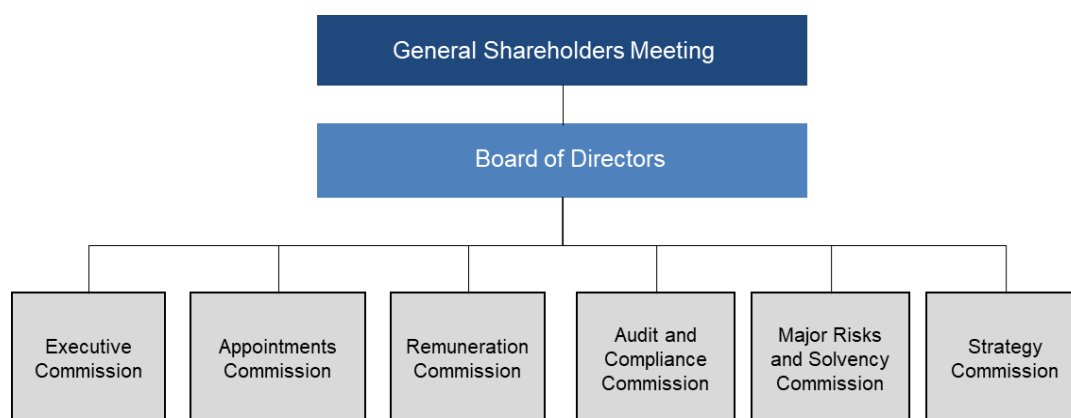 General Shareholders Meeting
Board of Directors
Executive
Commission
Appointments
Commission
Remuneration
Commission
Audit and
Compliance
Commission
Major Risks
and Solvency
Commission
Strategy
Commission